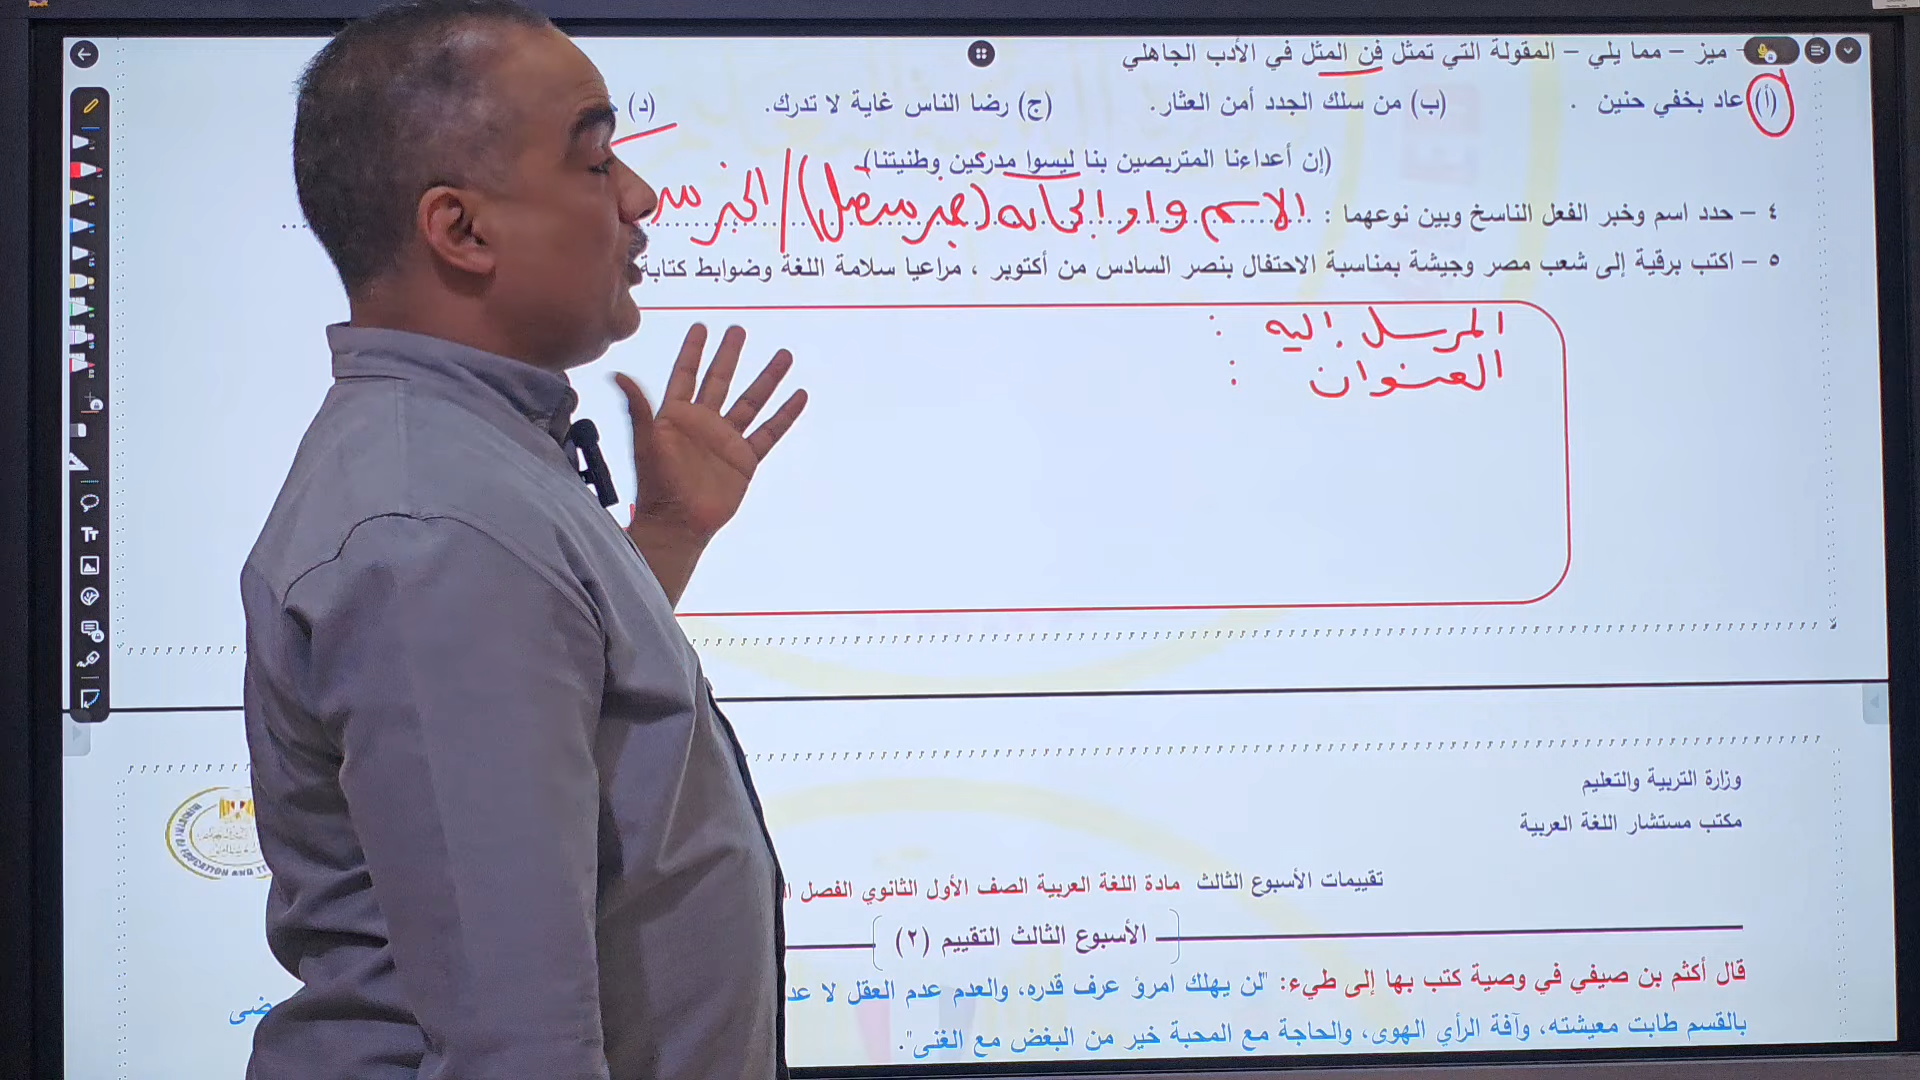 ميز – مما يلي – المقولة التي تمثل فن المثل في الأدب الجاهلي
(أ) عاد بخفي حنين . (ب) من سلك الجدد أمن العثار. (ج) رضا الناس غاية لا تدرك. (د)
(إن أعداءنا المتربصين بنا ليسوا مدركين وطنيتنا).
٤ – حدد اسم وخبر الفعل الناسخ وبين نوعهما : الاسم واو الجماعة (ضمير متصل) / الخبر
٥ – اكتب برقية إلى شعب مصر وجيشة بمناسبة الاحتفال بنصر السادس من أكتوبر ، مراعيا سلامة اللغة وضوابط كتابة
المرسل إليه :
العنوان :
وزارة التربية والتعليم
مكتب مستشار اللغة العربية
تقييمات الأسبوع الثالث مادة اللغة العربية الصف الأول الثانوي الفصل
الأسبوع الثالث التقييم (٢)
قال أكثم بن صيفي في وصية كتب بها إلى طيء: "لن يهلك امرؤ عرف قدره، والعدم عدم العقل لا
بالقسم طابت معيشته، وآفة الرأي الهوى، والحاجة مع المحبة خير من البغض مع الغنى".